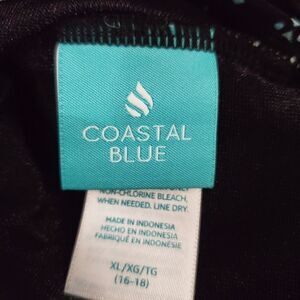 COASTAL
BLUE
NON-CHLORINE BLEACH,
WHEN NEEDED. LINE DRY.
MADE IN INDONESIA
HECHO EN INDONESIA
FABRIQUÉ EN INDONÉSIE
XL/XG/TG
(16-18)